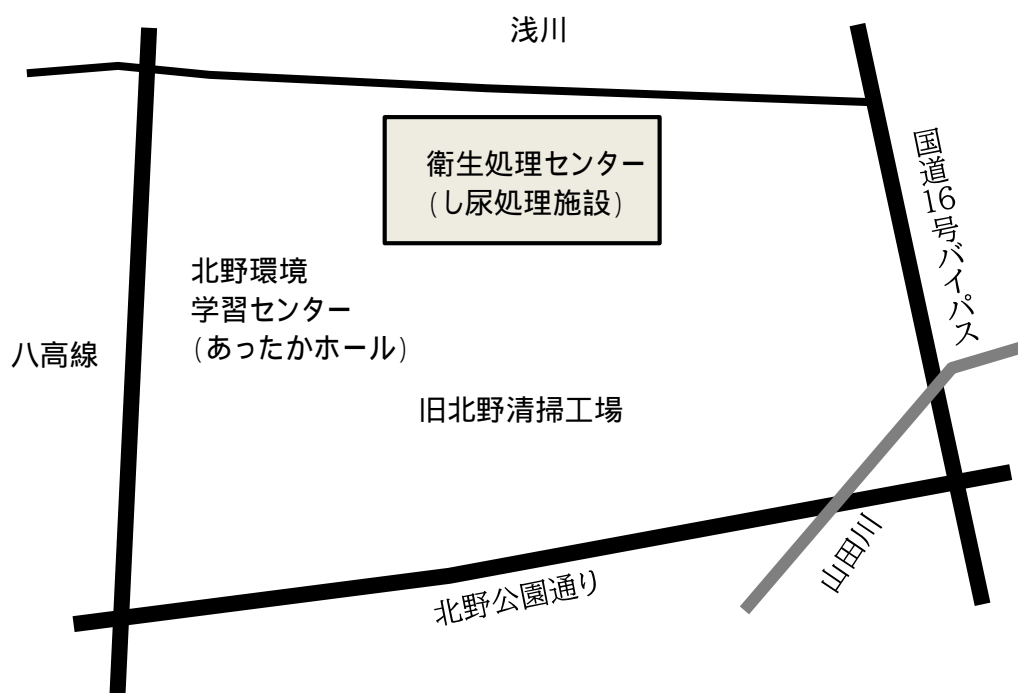 浅川
国道16号バイパス
衛生処理センター
(し尿処理施設)
北野環境
学習センター
(あったかホール)
八高線
旧北野清掃工場
山田川
北野公園通り